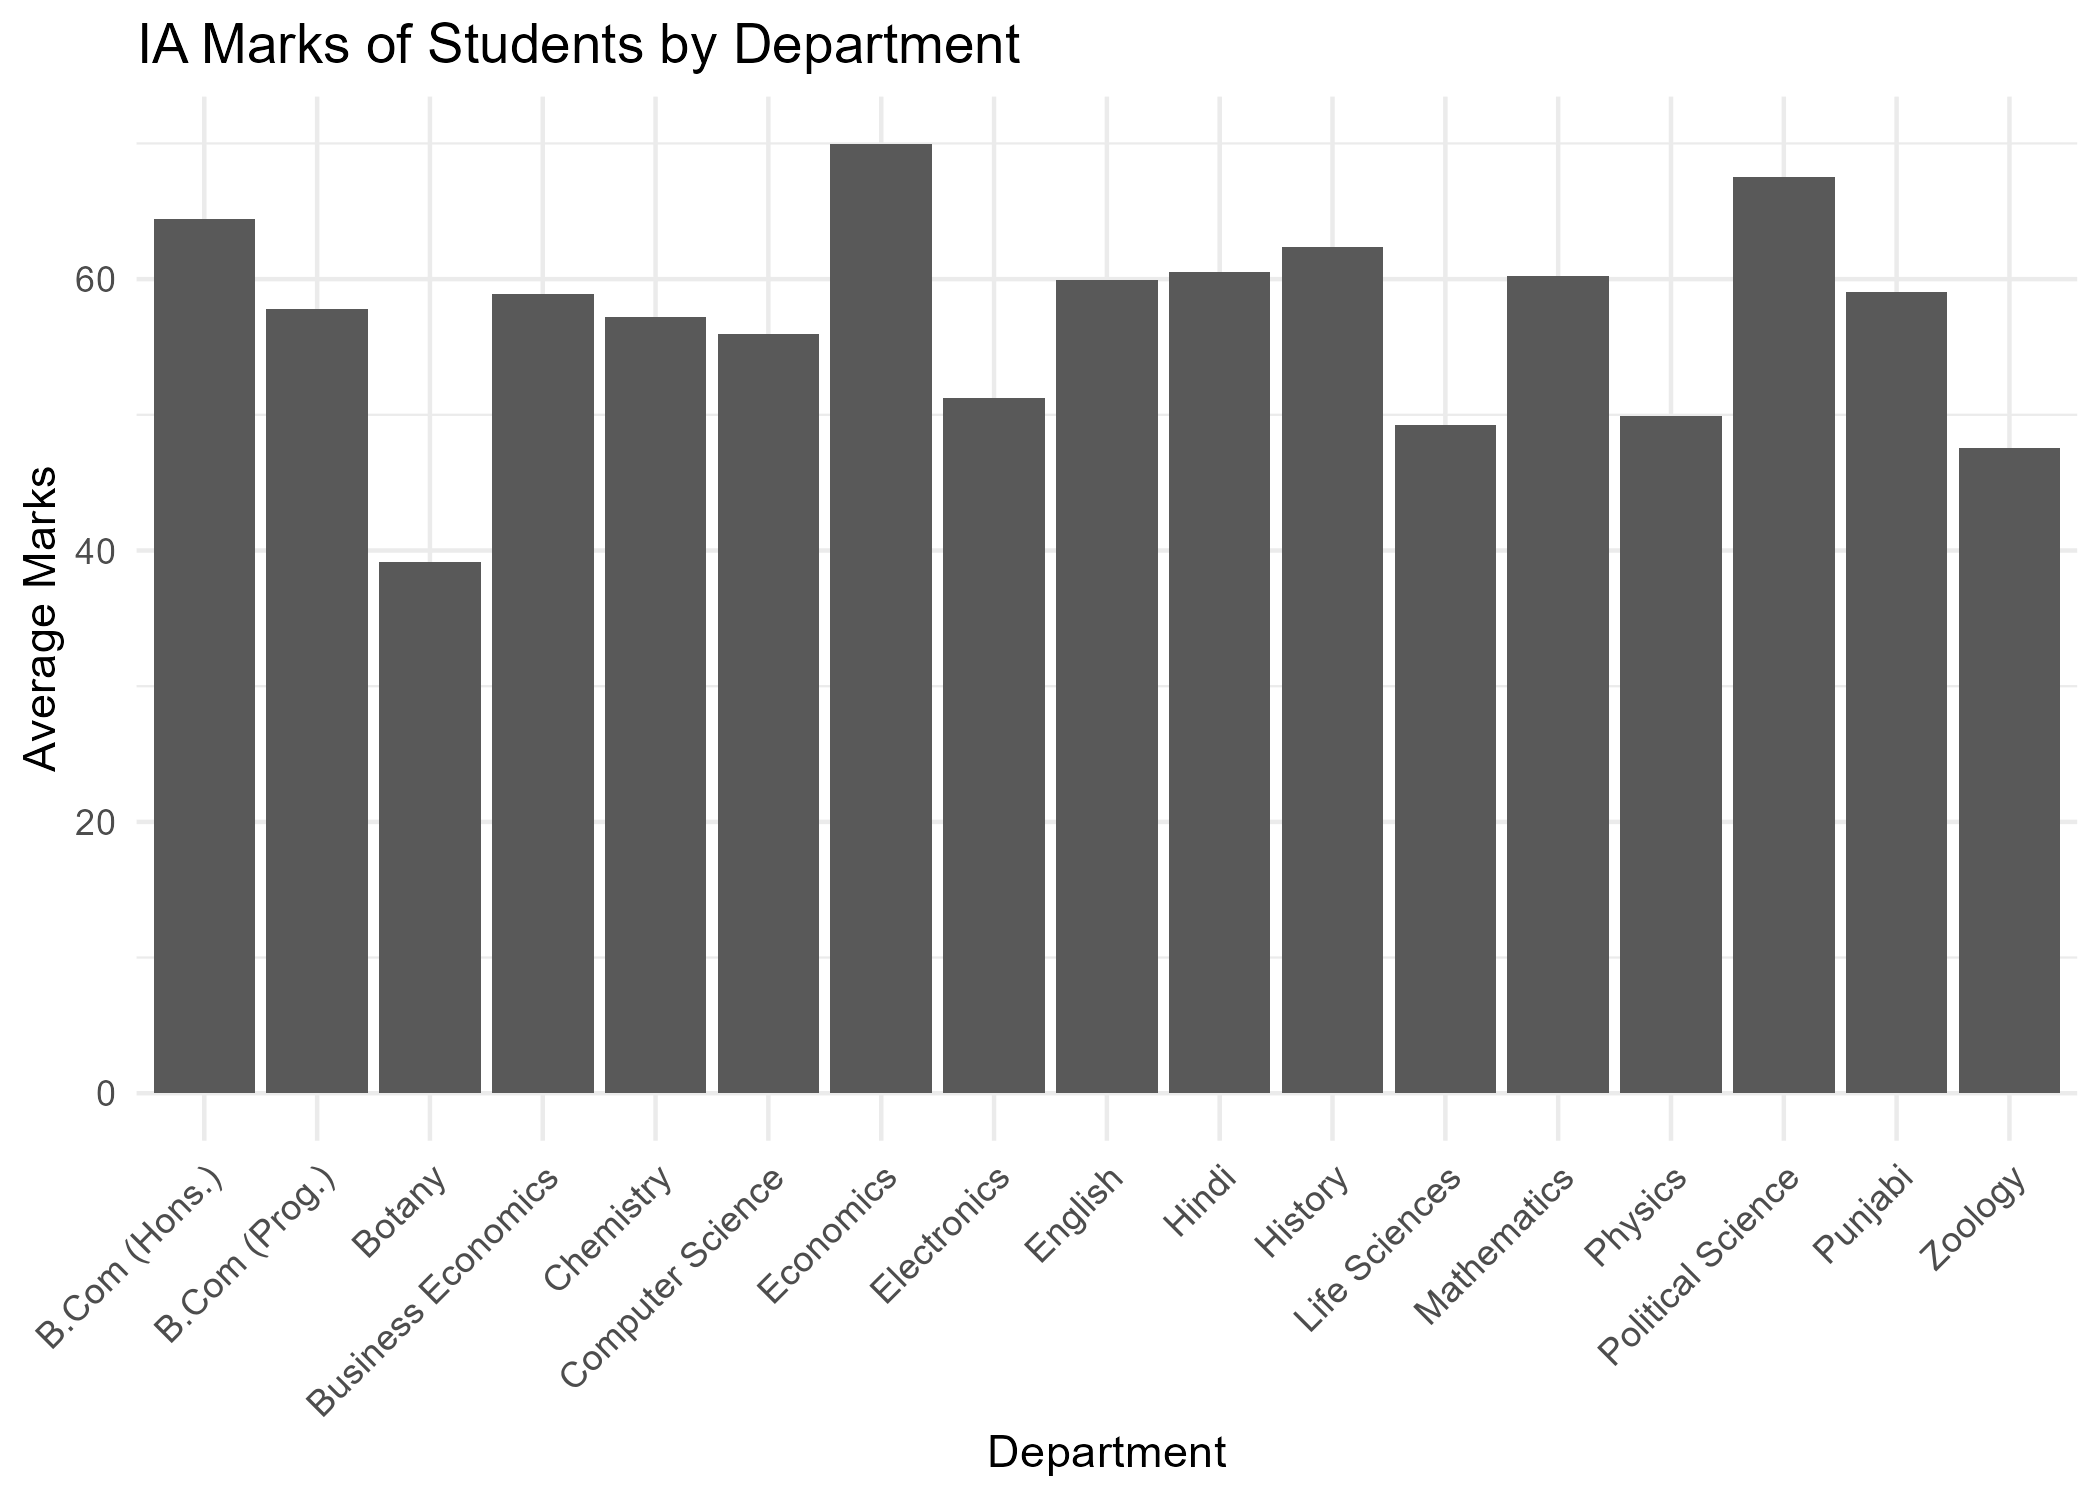 IA Marks of Students by Department
Average Marks
60
40
20
0
B.Com (Hons.)
B.Com (Prog.)
Botany
Business Economics
Chemistry
Computer Science
Economics
Electronics
English
Hindi
History
Life Sciences
Mathematics
Physics
Political Science
Punjabi
Zoology
Department